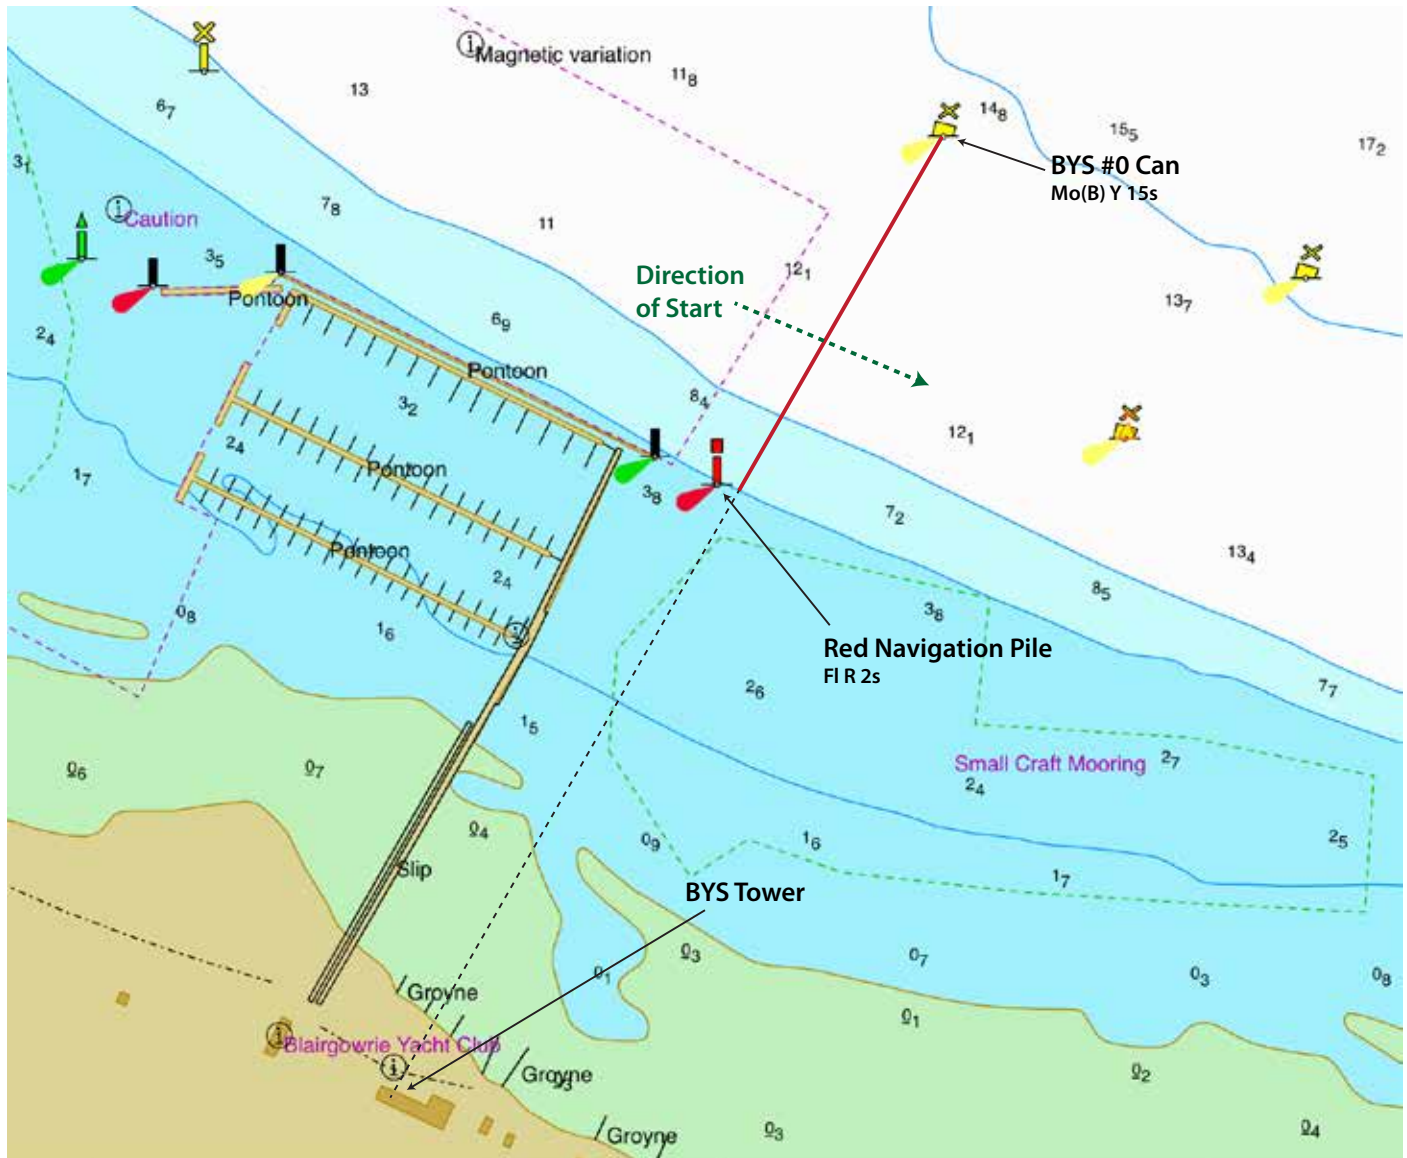 Magnetic variation
13
11₈
6₇
14₈
15₅
17₂
BYS #0 Can
Mo(B) Y 15s
3₁
7₈
Caution
11
3₅
12₁
Direction
of Start
Pontoon
13₇
2₄
6₉
Pontoon
8₄
3₂
12₁
2₄
Pontoon
1₇
3₈
7₂
Pontoon
13₄
2₄
8₅
0₈
1₆
3₆
Red Navigation Pile
Fl R 2s
2₆
7₇
1₅
Small Craft Mooring
2₇
0₆
0₇
2₄
0₄
0₉
1₆
2₅
Slip
1₇
BYS Tower
0₃
0₇
0₁
0₃
0₈
Groyne
0₁
Blairgowrie Yacht Club
Groyne
0₃
0₂
Groyne
0₃
0₄